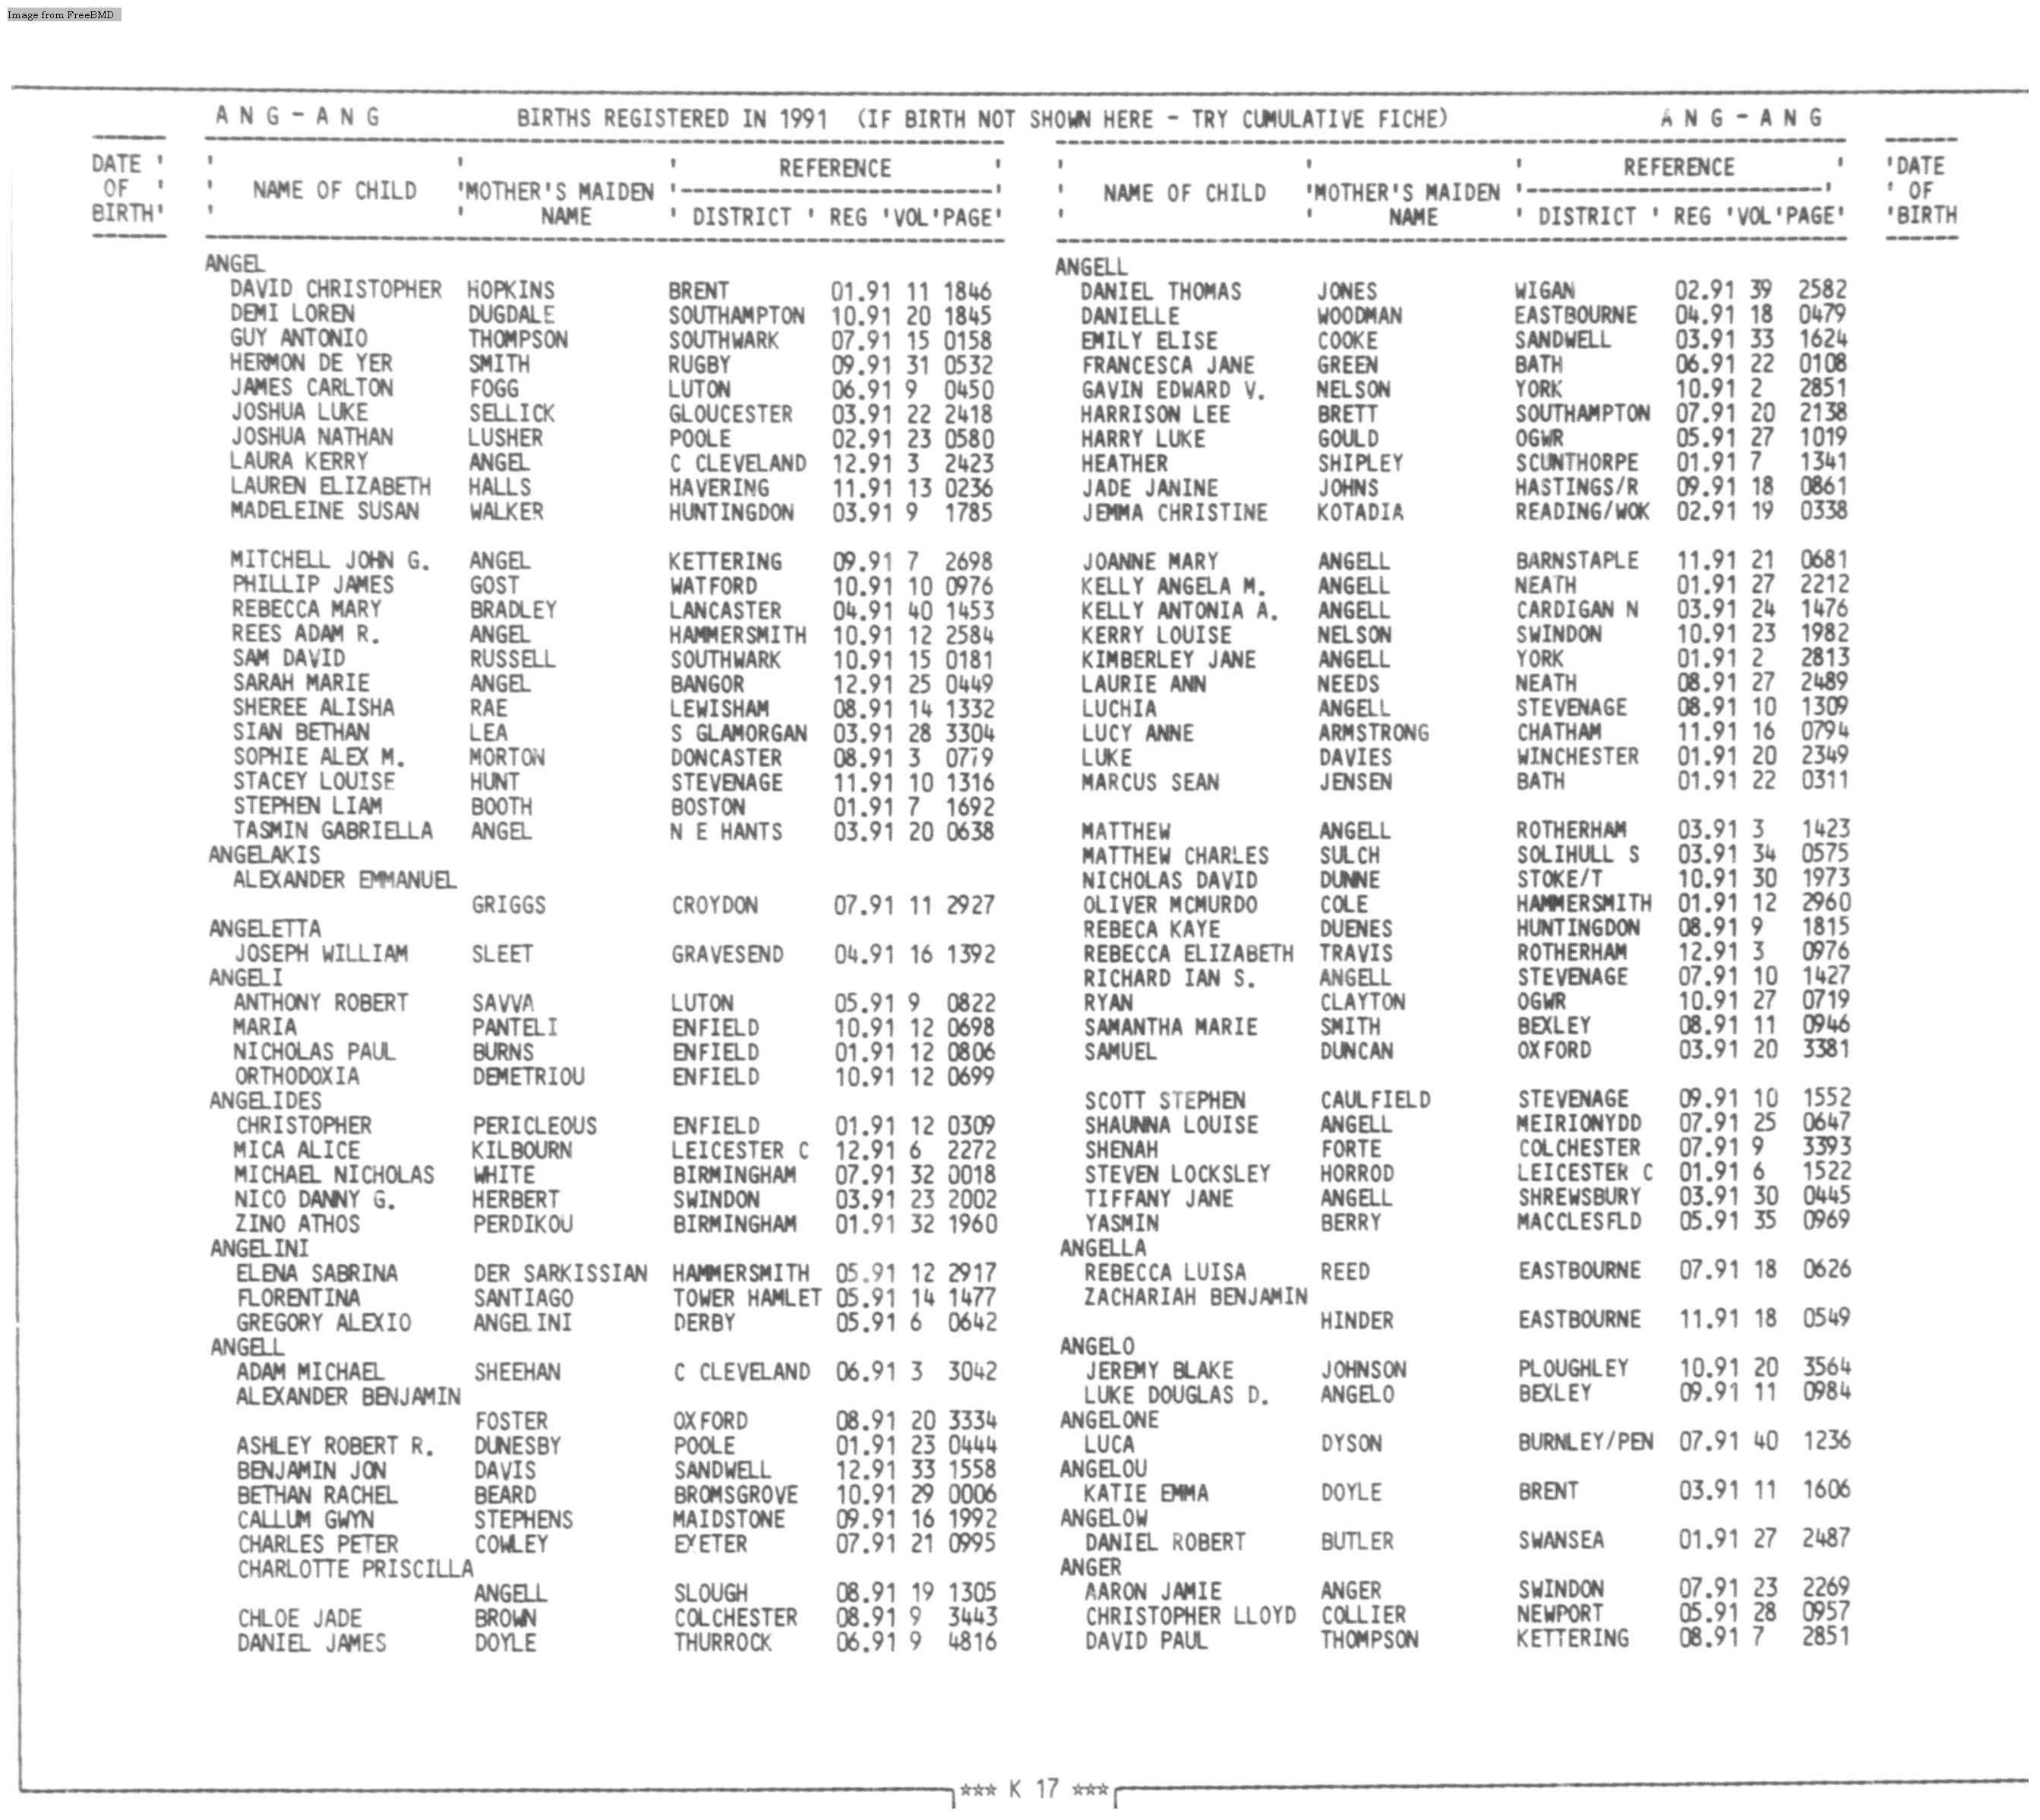 Image from FreeBMD
A N G - A N G BIRTHS REGISTERED IN 1991 (IF BIRTH NOT SHOWN HERE - TRY CUMULATIVE FICHE) A N G - A N G
DATE OF BIRTH
NAME OF CHILD MOTHER'S MAIDEN NAME REFERENCE DISTRICT REG VOL PAGE
ANGEL
DAVID CHRISTOPHER HOPKINS BRENT 01.91 11 1846
DEMI LOREN DUGDALE SOUTHAMPTON 10.91 20 1845
GUY ANTONIO THOMPSON SOUTHWARK 07.91 15 0158
HERMON DE YER SMITH RUGBY 09.91 31 0532
JAMES CARLTON FOGG LUTON 06.91 9 0450
JOSHUA LUKE SELLICK GLOUCESTER 03.91 22 2418
JOSHUA NATHAN LUSHER POOLE 02.91 23 0580
LAURA KERRY ANGEL C CLEVELAND 12.91 3 2423
LAUREN ELIZABETH HALLS HAVERING 11.91 13 0236
MADELEINE SUSAN WALKER HUNTINGDON 03.91 9 1785
MITCHELL JOHN G. ANGEL KETTERING 09.91 7 2698
PHILLIP JAMES GOST WATFORD 10.91 10 0976
REBECCA MARY BRADLEY LANCASTER 04.91 40 1453
REES ADAM R. ANGEL HAMMERSMITH 10.91 12 2584
SAM DAVID RUSSELL SOUTHWARK 10.91 15 0181
SARAH MARIE ANGEL BANGOR 12.91 25 0449
SHEREE ALISHA RAE LEWISHAM 08.91 14 1332
SIAN BETHAN LEA S GLAMORGAN 03.91 28 3304
SOPHIE ALEX M. MORTON DONCASTER 08.91 3 0779
STACEY LOUISE HUNT STEVENAGE 11.91 10 1316
STEPHEN LIAM BOOTH BOSTON 01.91 7 1692
TASMIN GABRIELLA ANGEL N E HANTS 03.91 20 0638
ANGELAKIS
ALEXANDER EMMANUEL
GRIGGS CROYDON 07.91 11 2927
ANGELETTA
JOSEPH WILLIAM SLEET GRAVESEND 04.91 16 1392
ANGELI
ANTHONY ROBERT SAVVA LUTON 05.91 9 0822
MARIA PANTELI ENFIELD 10.91 12 0698
NICHOLAS PAUL BURNS ENFIELD 01.91 12 0806
ORTHODOXIA DEMETRIOU ENFIELD 10.91 12 0699
ANGELIDES
CHRISTOPHER PERICLEOUS ENFIELD 01.91 12 0309
MICA ALICE KILBOURN LEICESTER C 12.91 6 2272
MICHAEL NICHOLAS WHITE BIRMINGHAM 07.91 32 0018
NICO DANNY G. HERBERT SWINDON 03.91 23 2002
ZINO ATHOS PERDIKOU BIRMINGHAM 01.91 32 1960
ANGELINI
ELENA SABRINA DER SARKISSIAN HAMMERSMITH 05.91 12 2917
FLORENTINA SANTIAGO TOWER HAMLET 05.91 14 1477
GREGORY ALEXIO ANGELINI DERBY 05.91 6 0642
ANGELL
ADAM MICHAEL SHEEHAN C CLEVELAND 06.91 3 3042
ALEXANDER BENJAMIN
FOSTER OXFORD 08.91 20 3334
ASHLEY ROBERT R. DUNESBY POOLE 01.91 23 0444
BENJAMIN JON DAVIS SANDWELL 12.91 33 1558
BETHAN RACHEL BEARD BROMSGROVE 10.91 29 0006
CALLUM GWYN STEPHENS MAIDSTONE 09.91 16 1992
CHARLES PETER COWLEY EXETER 07.91 21 0995
CHARLOTTE PRISCILLA
ANGELL SLOUGH 08.91 19 1305
CHLOE JADE BROWN COLCHESTER 08.91 9 3443
DANIEL JAMES DOYLE THURROCK 06.91 9 4816
NAME OF CHILD MOTHER'S MAIDEN NAME REFERENCE DISTRICT REG VOL PAGE
DATE OF BIRTH
ANGELL
DANIEL THOMAS JONES WIGAN 02.91 39 2582
DANIELLE WOODMAN EASTBOURNE 04.91 18 0479
EMILY ELISE COOKE SANDWELL 03.91 33 1624
FRANCESCA JANE GREEN BATH 06.91 22 0108
GAVIN EDWARD V. NELSON YORK 10.91 2 2851
HARRISON LEE BRETT SOUTHAMPTON 07.91 20 2138
HARRY LUKE GOULD OGWR 05.91 27 1019
HEATHER SHIPLEY SCUNTHORPE 01.91 7 1341
JADE JANINE JOHNS HASTINGS/R 09.91 18 0861
JEMMA CHRISTINE KOTADIA READING/WOK 02.91 19 0338
JOANNE MARY ANGELL BARNSTAPLE 11.91 21 0681
KELLY ANGELA M. ANGELL NEATH 01.91 27 2212
KELLY ANTONIA A. ANGELL CARDIGAN N 03.91 24 1476
KERRY LOUISE NELSON SWINDON 10.91 23 1982
KIMBERLEY JANE ANGELL YORK 01.91 2 2813
LAURIE ANN NEEDS NEATH 08.91 27 2489
LUCHIA ANGELL STEVENAGE 08.91 10 1309
LUCY ANNE ARMSTRONG CHATHAM 11.91 16 0794
LUKE DAVIES WINCHESTER 01.91 20 2349
MARCUS SEAN JENSEN BATH 01.91 22 0311
MATTHEW ANGELL ROTHERHAM 03.91 3 1423
MATTHEW CHARLES SULCH SOLIHULL S 03.91 34 0575
NICHOLAS DAVID DUNNE STOKE/T 10.91 30 1973
OLIVER MCMURDO COLE HAMMERSMITH 01.91 12 2960
REBECA KAYE DUENES HUNTINGDON 08.91 9 1815
REBECCA ELIZABETH TRAVIS ROTHERHAM 12.91 3 0976
RICHARD IAN S. ANGELL STEVENAGE 07.91 10 1427
RYAN CLAYTON OGWR 10.91 27 0719
SAMANTHA MARIE SMITH BEXLEY 08.91 11 0946
SAMUEL DUNCAN OXFORD 03.91 20 3381
SCOTT STEPHEN CAULFIELD STEVENAGE 09.91 10 1552
SHAUNNA LOUISE ANGELL MEIRIONYDD 07.91 25 0647
SHENAH FORTE COLCHESTER 07.91 9 3393
STEVEN LOCKSLEY HORROD LEICESTER C 01.91 6 1522
TIFFANY JANE ANGELL SHREWSBURY 03.91 30 0445
YASMIN BERRY MACCLESFLD 05.91 35 0969
ANGELLA
REBECCA LUISA REED EASTBOURNE 07.91 18 0626
ZACHARIAH BENJAMIN
HINDER EASTBOURNE 11.91 18 0549
ANGELO
JEREMY BLAKE JOHNSON PLOUGHLEY 10.91 20 3564
LUKE DOUGLAS D. ANGELO BEXLEY 09.91 11 0984
ANGELONE
LUCA DYSON BURNLEY/PEN 07.91 40 1236
ANGELOU
KATIE EMMA DOYLE BRENT 03.91 11 1606
ANGELOW
DANIEL ROBERT BUTLER SWANSEA 01.91 27 2487
ANGER
AARON JAMIE ANGER SWINDON 07.91 23 2269
CHRISTOPHER LLOYD COLLIER NEWPORT 05.91 28 0957
DAVID PAUL THOMPSON KETTERING 08.91 7 2851
*** K 17 ***